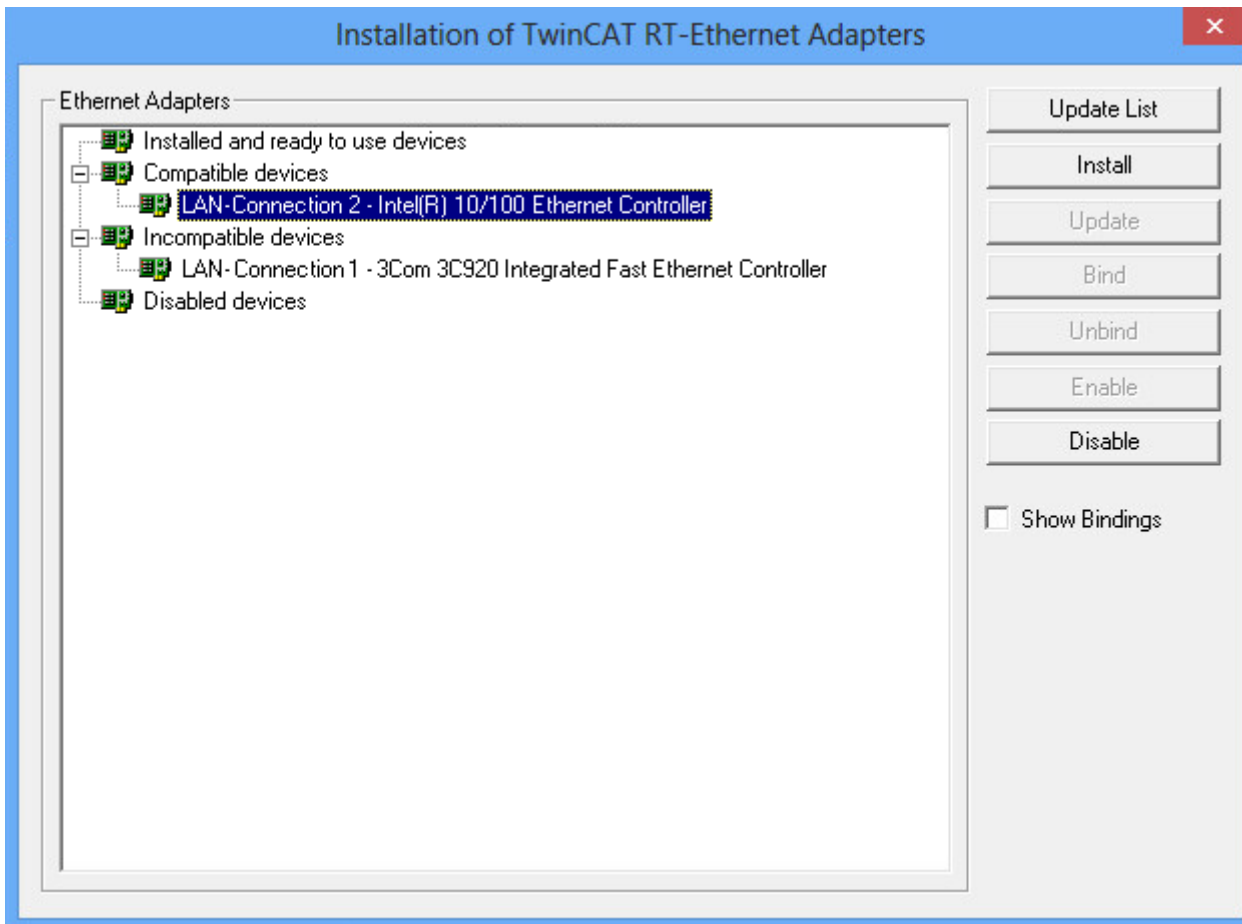 Installation of TwinCAT RT-Ethernet Adapters
Ethernet Adapters
Installed and ready to use devices
Compatible devices
LAN-Connection 2 - Intel(R) 10/100 Ethernet Controller
Incompatible devices
LAN- Connection 1 - 3Com 3C920 Integrated Fast Ethernet Controller
Disabled devices
Update List
Install
Update
Bind
Unbind
Enable
Disable
Show Bindings